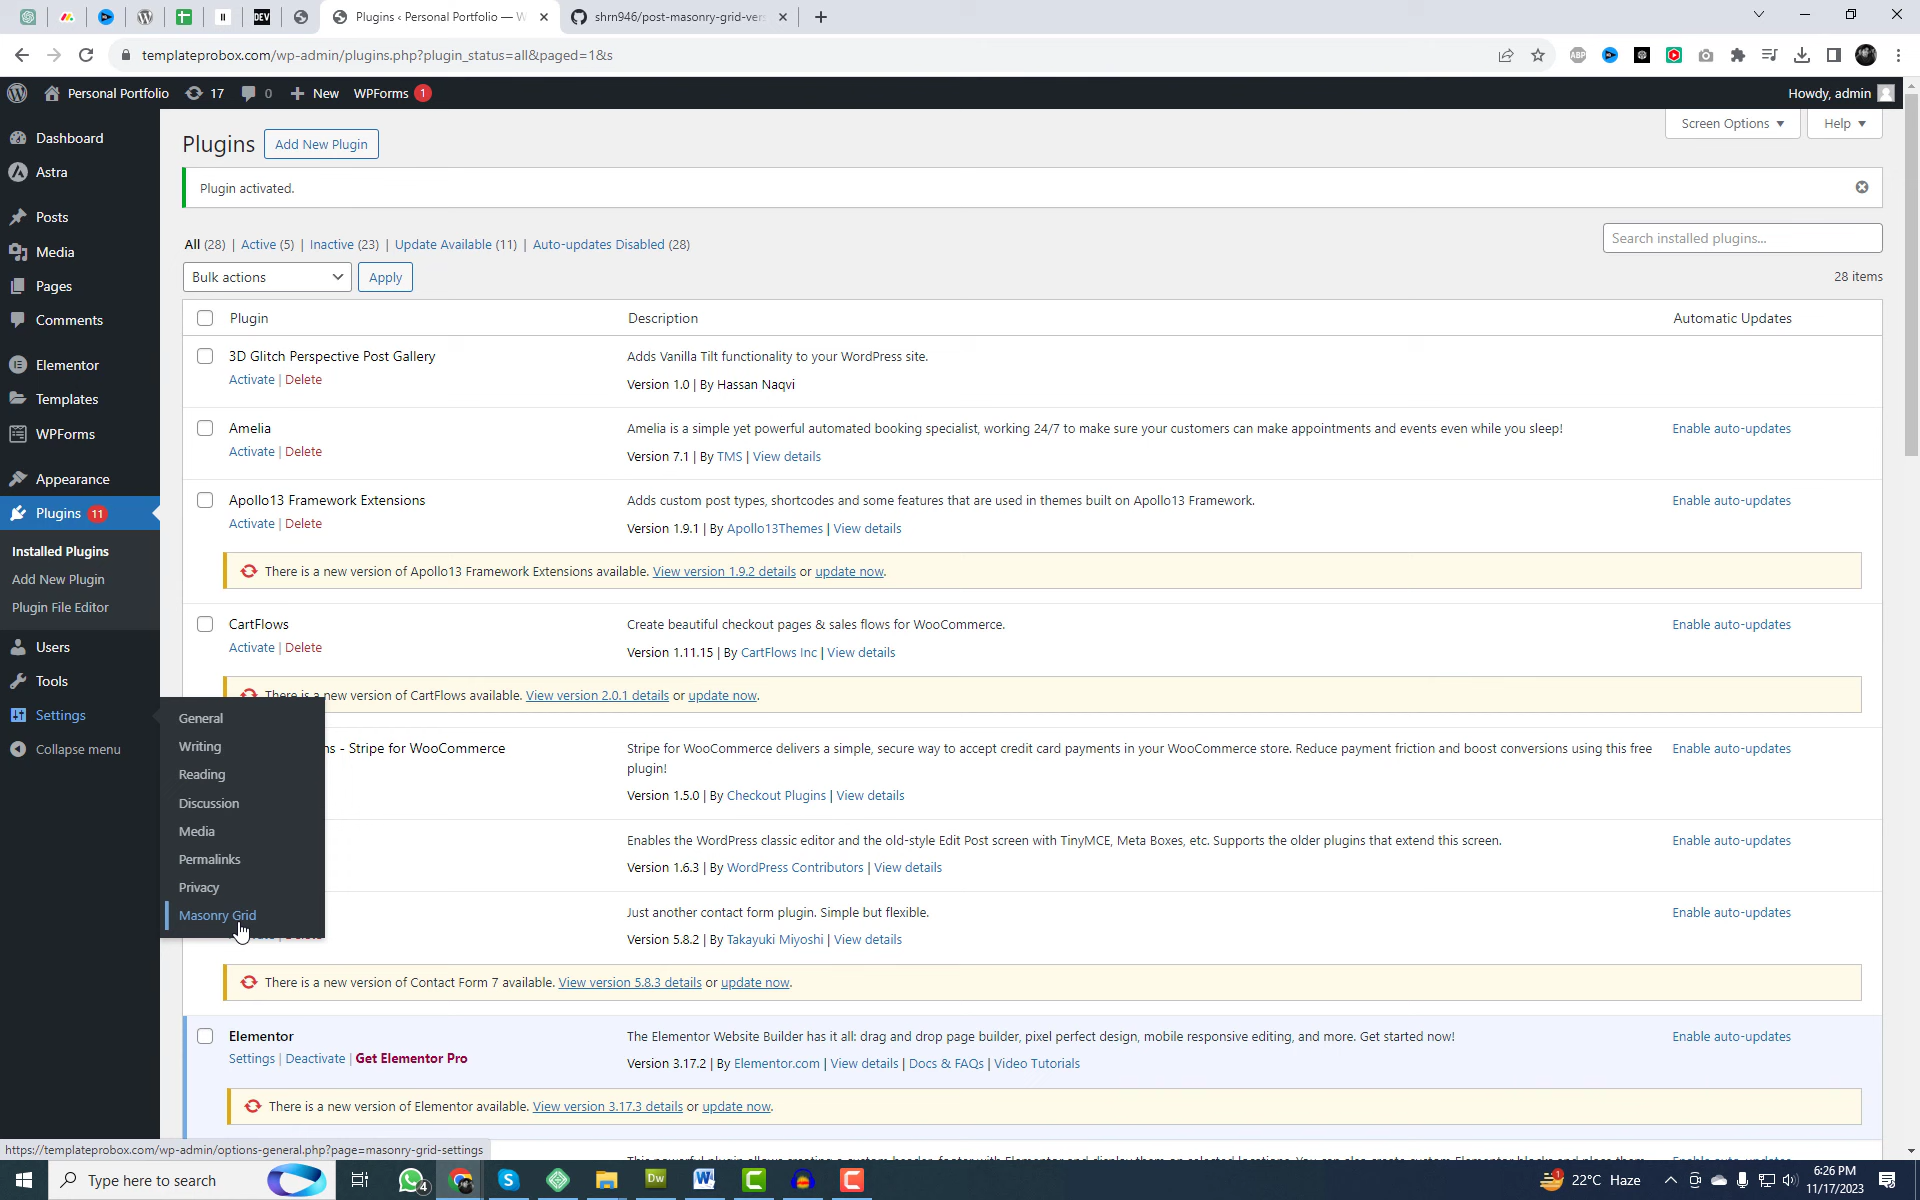 DEV
Plugins ‹ Personal Portfolio — W
shrn946/post-masonry-grid-ver
templateprobox.com/wp-admin/plugins.php?plugin_status=all&paged=1&s
ABP
Personal Portfolio
17
0
New
WPForms
1
Howdy, admin
Dashboard
Astra
Posts
Media
Pages
Comments
Elementor
Templates
WPForms
Appearance
Plugins
11
Installed Plugins
Add New Plugin
Plugin File Editor
Users
Tools
Settings
Collapse menu
General
Writing
Reading
Discussion
Media
Permalinks
Privacy
Masonry Grid
Screen Options
Help
Plugins
Add New Plugin
Plugin activated.
All (28) | Active (5) | Inactive (23) | Update Available (11) | Auto-updates Disabled (28)
Search installed plugins...
Bulk actions
Apply
28 items
Plugin
Description
Automatic Updates
3D Glitch Perspective Post Gallery
Activate | Delete
Adds Vanilla Tilt functionality to your WordPress site.
Version 1.0 | By Hassan Naqvi
Amelia
Activate | Delete
Amelia is a simple yet powerful automated booking specialist, working 24/7 to make sure your customers can make appointments and events even while you sleep!
Version 7.1 | By TMS | View details
Enable auto-updates
Apollo13 Framework Extensions
Activate | Delete
Adds custom post types, shortcodes and some features that are used in themes built on Apollo13 Framework.
Version 1.9.1 | By Apollo13Themes | View details
Enable auto-updates
There is a new version of Apollo13 Framework Extensions available. View version 1.9.2 details or update now.
CartFlows
Activate | Delete
Create beautiful checkout pages & sales flows for WooCommerce.
Version 1.11.15 | By CartFlows Inc | View details
Enable auto-updates
There is a new version of CartFlows available. View version 2.0.1 details or update now.
ns - Stripe for WooCommerce
Stripe for WooCommerce delivers a simple, secure way to accept credit card payments in your WooCommerce store. Reduce payment friction and boost conversions using this free
plugin!
Version 1.5.0 | By Checkout Plugins | View details
Enable auto-updates
Enables the WordPress classic editor and the old-style Edit Post screen with TinyMCE, Meta Boxes, etc. Supports the older plugins that extend this screen.
Version 1.6.3 | By WordPress Contributors | View details
Enable auto-updates
Just another contact form plugin. Simple but flexible.
Version 5.8.2 | By Takayuki Miyoshi | View details
Enable auto-updates
There is a new version of Contact Form 7 available. View version 5.8.3 details or update now.
Elementor
Settings | Deactivate | Get Elementor Pro
The Elementor Website Builder has it all: drag and drop page builder, pixel perfect design, mobile responsive editing, and more. Get started now!
Version 3.17.2 | By Elementor.com | View details | Docs & FAQs | Video Tutorials
Enable auto-updates
There is a new version of Elementor available. View version 3.17.3 details or update now.
https://templateprobox.com/wp-admin/options-general.php?page=masonry-grid-settings
Type here to search
4
Dw
1
22°C Haze
6:26 PM
11/17/2023